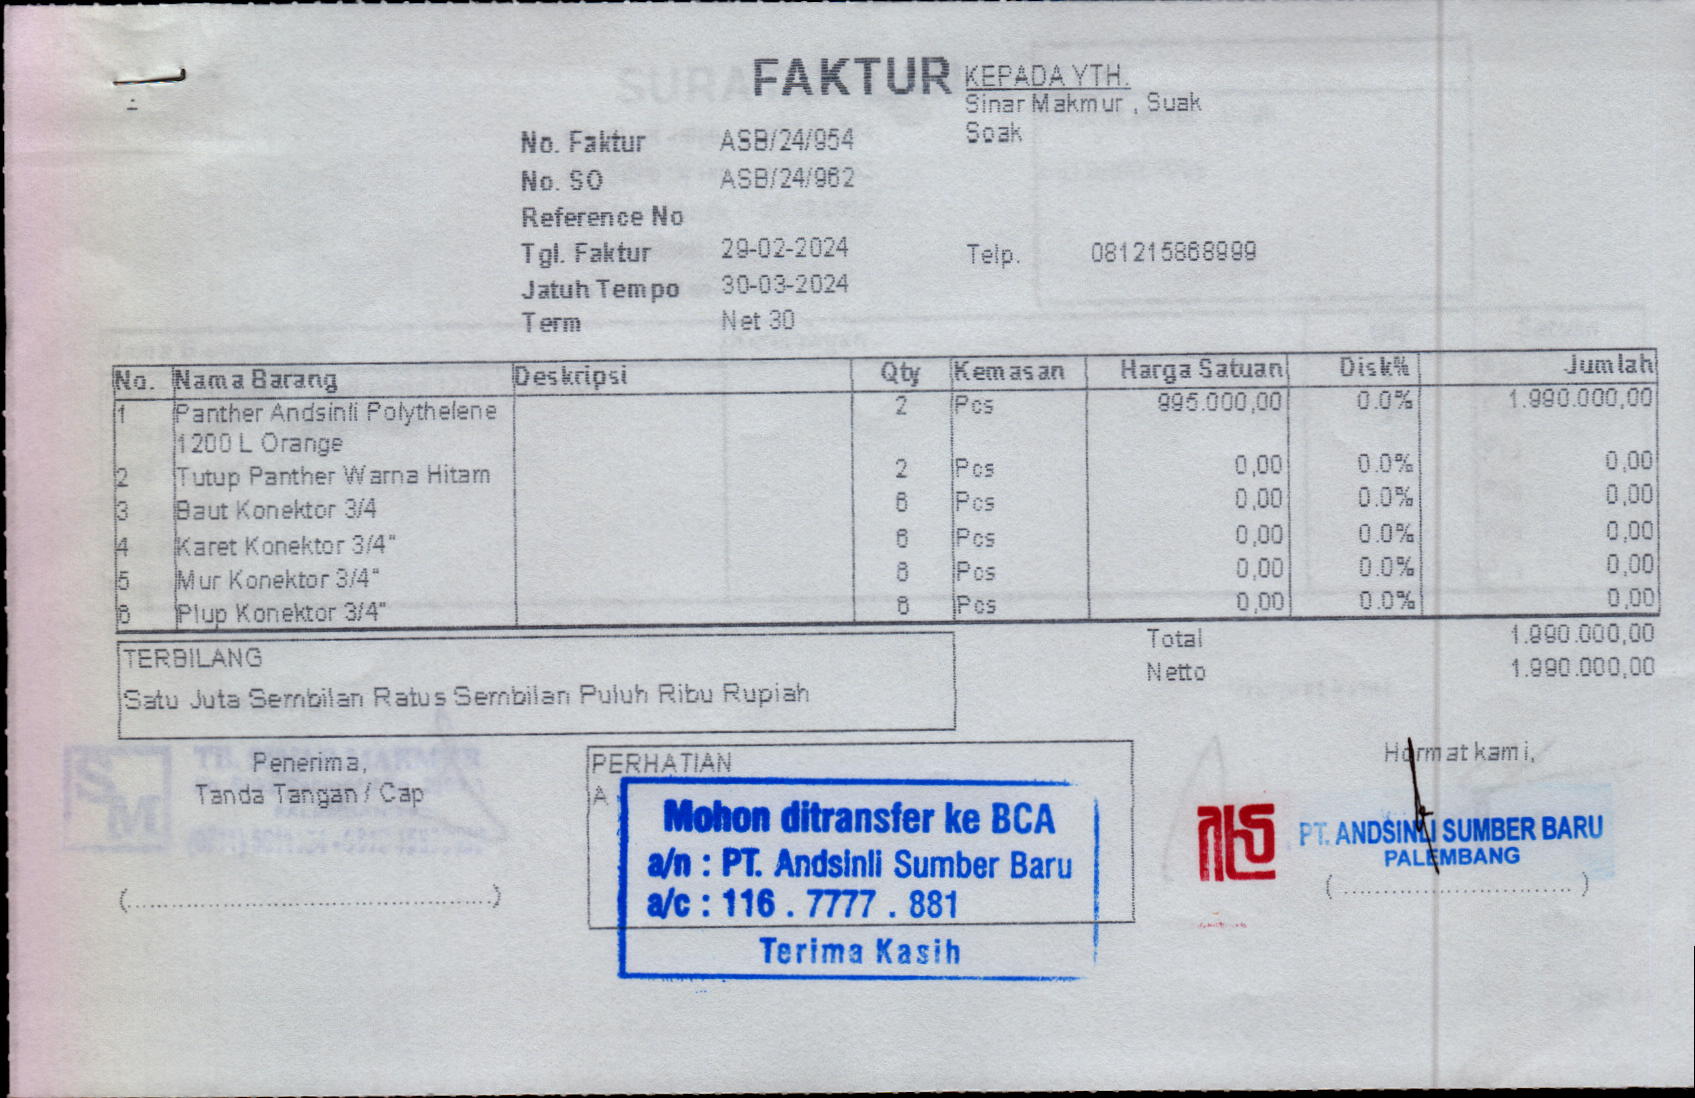 FAKTUR
KEPADA YTH.
Sinar Makmur , Suak
Soak
No. Faktur ASB/24/954
No. SO ASB/24/962
Reference No
Tgl. Faktur 29-02-2024
Telp. 081215868999
Jatuh Tempo 30-03-2024
Term Net 30
No. Nama Barang Deskripsi Qty Kemasan Harga Satuan Disk% Jumlah
1 Panther Andsinli Polythelene 2 Pcs 995.000,00 0.0% 1.990.000,00
1200 L Orange
2 Tutup Panther Warna Hitam 2 Pcs 0,00 0.0% 0,00
3 Baut Konektor 3/4 6 Pcs 0,00 0.0% 0,00
4 Karet Konektor 3/4" 6 Pcs 0,00 0.0% 0,00
5 Mur Konektor 3/4" 6 Pcs 0,00 0.0% 0,00
6 Plup Konektor 3/4" 6 Pcs 0,00 0.0% 0,00
Total 1.990.000,00
Netto 1.990.000,00
TERBILANG
Satu Juta Sembilan Ratus Sembilan Puluh Ribu Rupiah
Penerima,
Tanda Tangan / Cap
(..................................................)
PERHATIAN
A
Mohon ditransfer ke BCA
a/n : PT. Andsinli Sumber Baru
a/c : 116 . 7777 . 881
Terima Kasih
Hormat kami,
PT. ANDSINLI SUMBER BARU
PALEMBANG
( ............................... )
SM
TB. SINAR MAKMUR